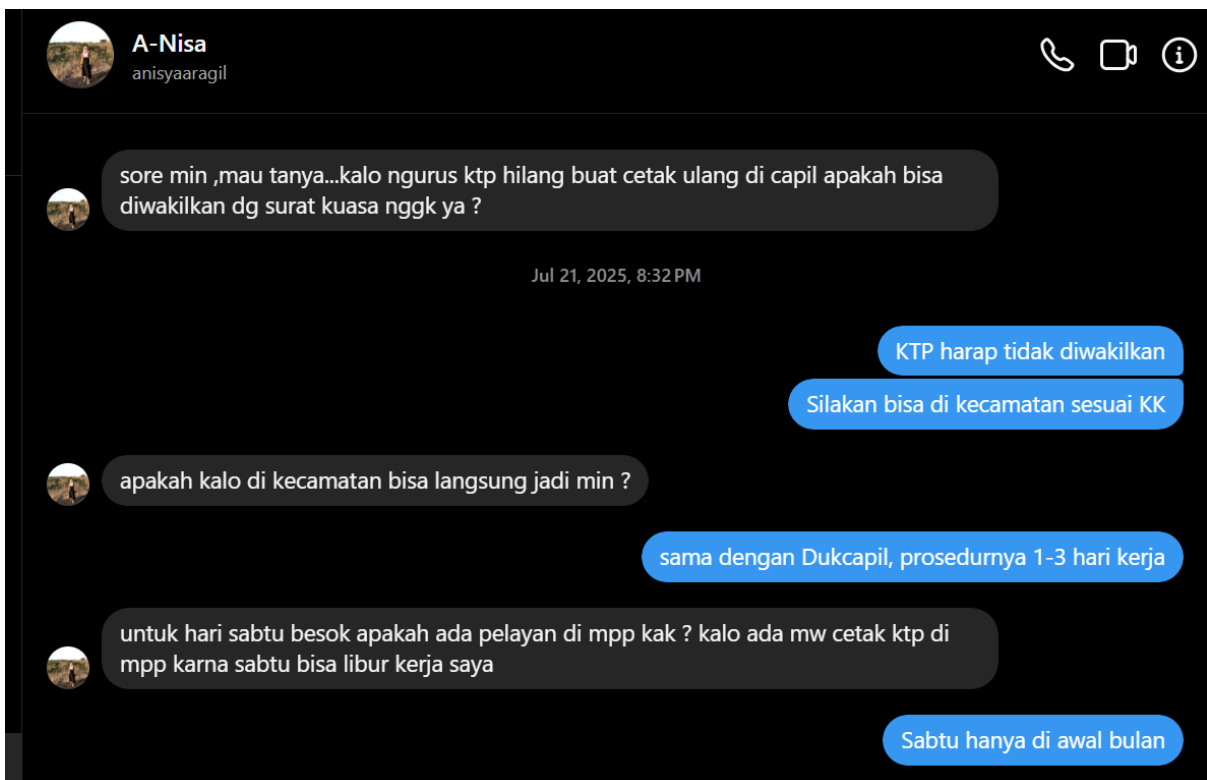 A-Nisa
anisyaaragil
sore min ,mau tanya...kalo ngurus ktp hilang buat cetak ulang di capil apakah bisa
diwakilkan dg surat kuasa nggk ya ?
Jul 21, 2025, 8:32 PM
KTP harap tidak diwakilkan
Silakan bisa di kecamatan sesuai KK
apakah kalo di kecamatan bisa langsung jadi min ?
sama dengan Dukcapil, prosedurnya 1-3 hari kerja
untuk hari sabtu besok apakah ada pelayan di mpp kak ? kalo ada mw cetak ktp di
mpp karna sabtu bisa libur kerja saya
Sabtu hanya di awal bulan